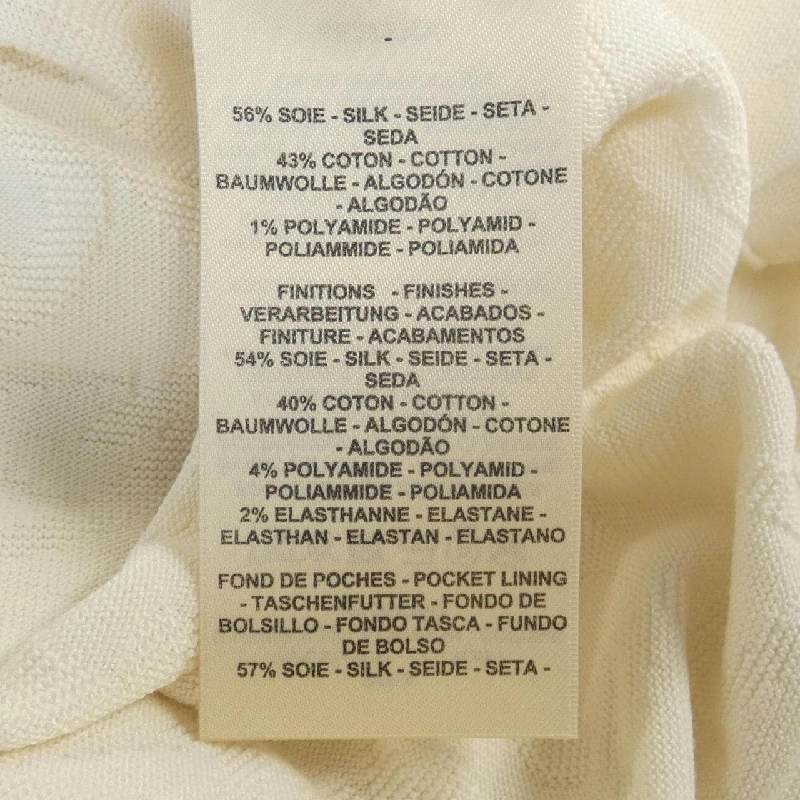 -
56% SOIE - SILK - SEIDE - SETA -
SEDA
43% COTON - COTTON -
BAUMWOLLE - ALGODÓN - COTONE
- ALGODÃO
1% POLYAMIDE - POLYAMID -
POLIAMMIDE - POLIAMIDA
FINITIONS - FINISHES -
VERARBEITUNG - ACABADOS -
FINITURE - ACABAMENTOS
54% SOIE - SILK - SEIDE - SETA -
SEDA
40% COTON - COTTON -
BAUMWOLLE - ALGODÓN - COTONE
- ALGODÃO
4% POLYAMIDE - POLYAMID -
POLIAMMIDE - POLIAMIDA
2% ELASTHANNE - ELASTANE -
ELASTHAN - ELASTAN - ELASTANO
FOND DE POCHES - POCKET LINING
- TASCHENFUTTER - FONDO DE
BOLSILLO - FONDO TASCA - FUNDO
DE BOLSO
57% SOIE - SILK - SEIDE - SETA -